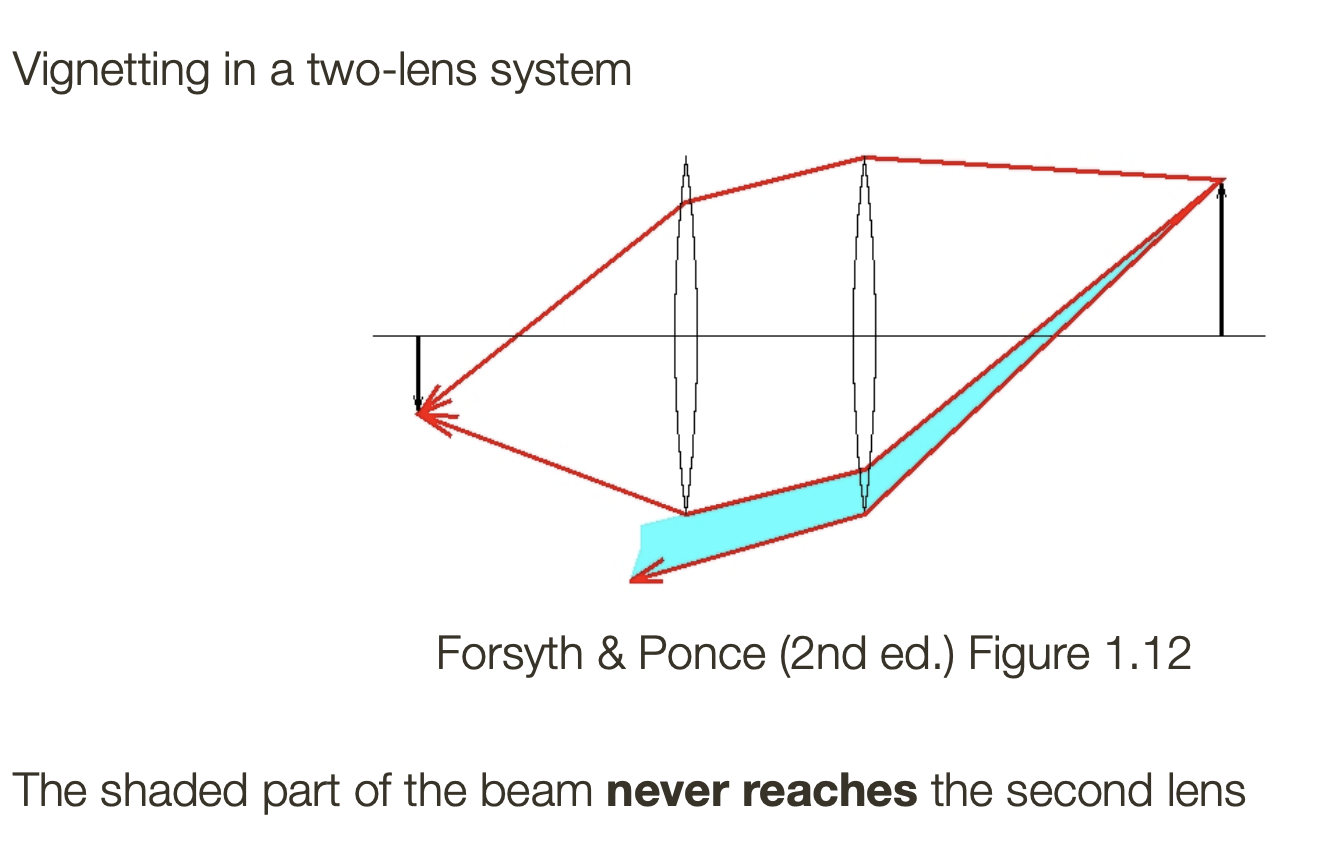 Vignetting in a two-lens system
Forsyth & Ponce (2nd ed.) Figure 1.12
The shaded part of the beam never reaches the second lens